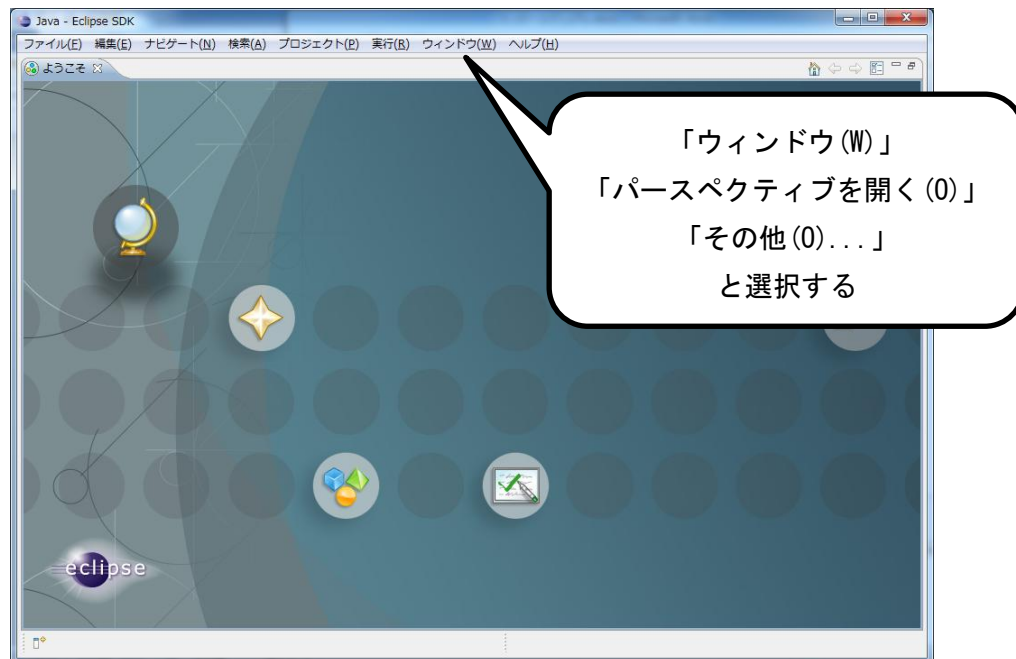 Java - Eclipse SDK
ファイル(F) 編集(E) ナビゲート(N) 検索(A) プロジェクト(P) 実行(R) ウィンドウ(W) ヘルプ(H)
ようこそ
「ウィンドウ(W)」
「パースペクティブを開く(O)」
「その他(O)...」
と選択する
eclipse